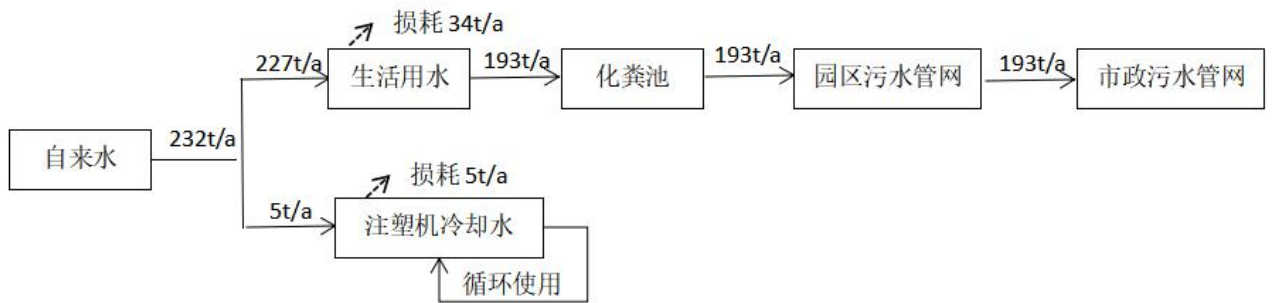 损耗 34t/a
227t/a
生活用水
193t/a
化粪池
193t/a
园区污水管网
193t/a
市政污水管网
自来水
232t/a
损耗 5t/a
5t/a
注塑机冷却水
循环使用